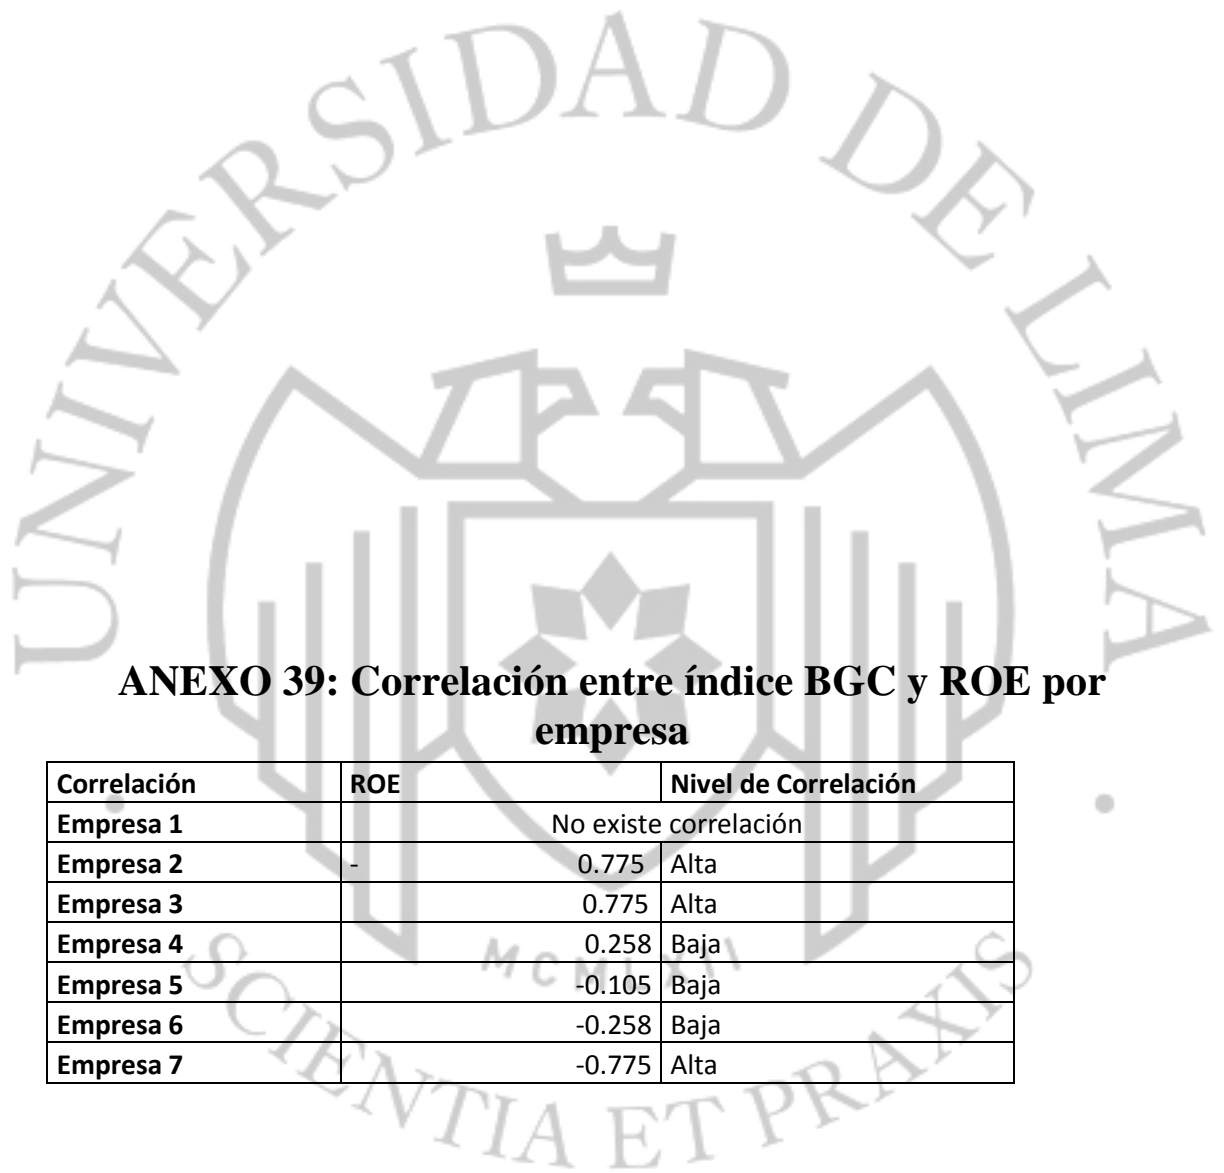 UNIVERSIDAD DE LIMA
ANEXO 39: Correlación entre índice BGC y ROE por
empresa
Correlación ROE Nivel de Correlación
Empresa 1 No existe correlación
Empresa 2 - 0.775 Alta
Empresa 3 0.775 Alta
Empresa 4 0.258 Baja
Empresa 5 -0.105 Baja
Empresa 6 -0.258 Baja
Empresa 7 -0.775 Alta
MCMLXII
SCIENTIA ET PRAXIS